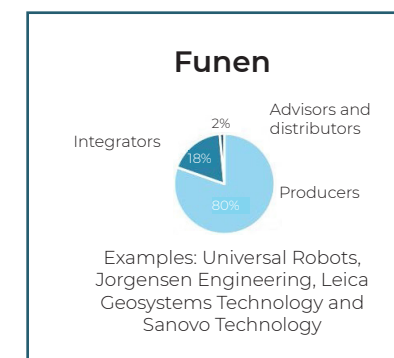 Funen
2%
Advisors and
distributors
Integrators
18%
Producers
80%
Examples: Universal Robots,
Jorgensen Engineering, Leica
Geosystems Technology and
Sanovo Technology